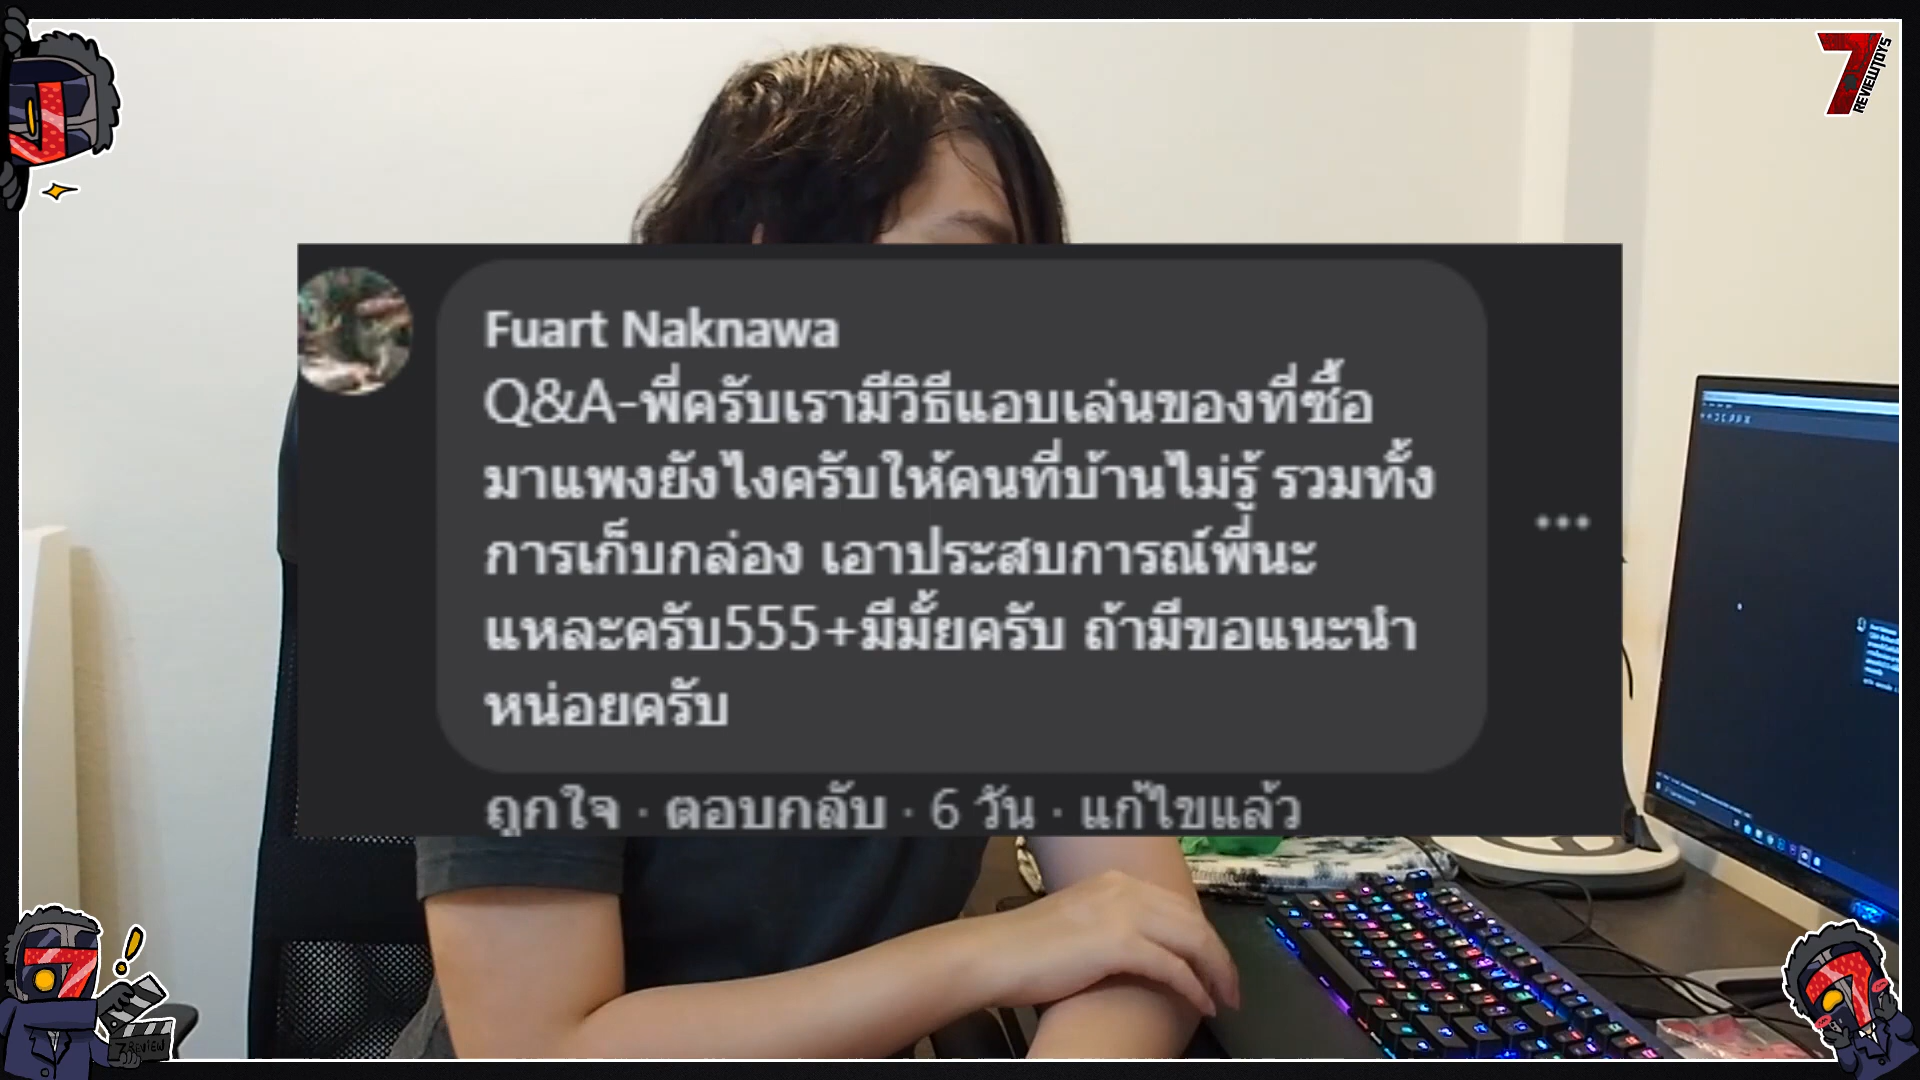 7
REVIEWTOYS
Fuart Naknawa
Q&A-พี่ครับเรามีวิธีแอบเล่นของที่ซื้อ
มาแพงยังไงครับให้คนที่บ้านไม่รู้ รวมทั้ง
การเก็บกล่อง เอาประสบการณ์พี่นะ
แหละครับ555+มีมั้ยครับ ถ้ามีขอแนะนำ
หน่อยครับ
ถูกใจ · ตอบกลับ · 6 วัน · แก้ไขแล้ว
7 REVIEW